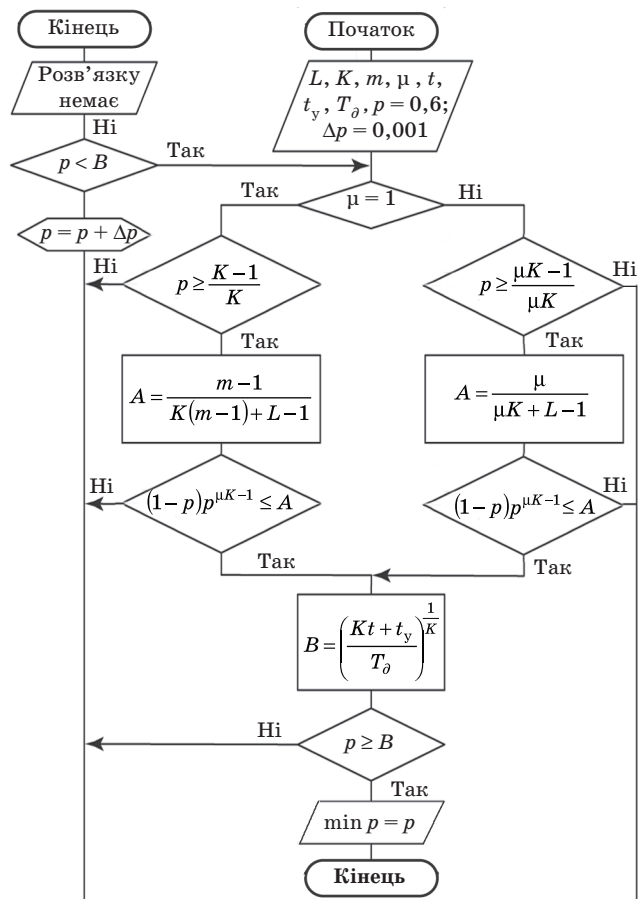 Кінець
Початок
Розв’язку
немає
L, K, m, μ , t,
t_у, T_∂, p = 0,6;
Δp = 0,001
Ні
p < B
Так
Так
μ = 1
Ні
p = p + Δp
Ні
p ≥ (K − 1)/K
p ≥ (μK − 1)/(μK)
Ні
Так
Так
A = (m − 1)/(K(m − 1) + L − 1)
A = μ/(μK + L − 1)
Ні
(1 − p)p^(μK−1) ≤ A
(1 − p)p^(μK−1) ≤ A
Ні
Так
Так
B = ((Kt + t_у)/T_∂)^(1/K)
Ні
p ≥ B
Так
min p = p
Кінець